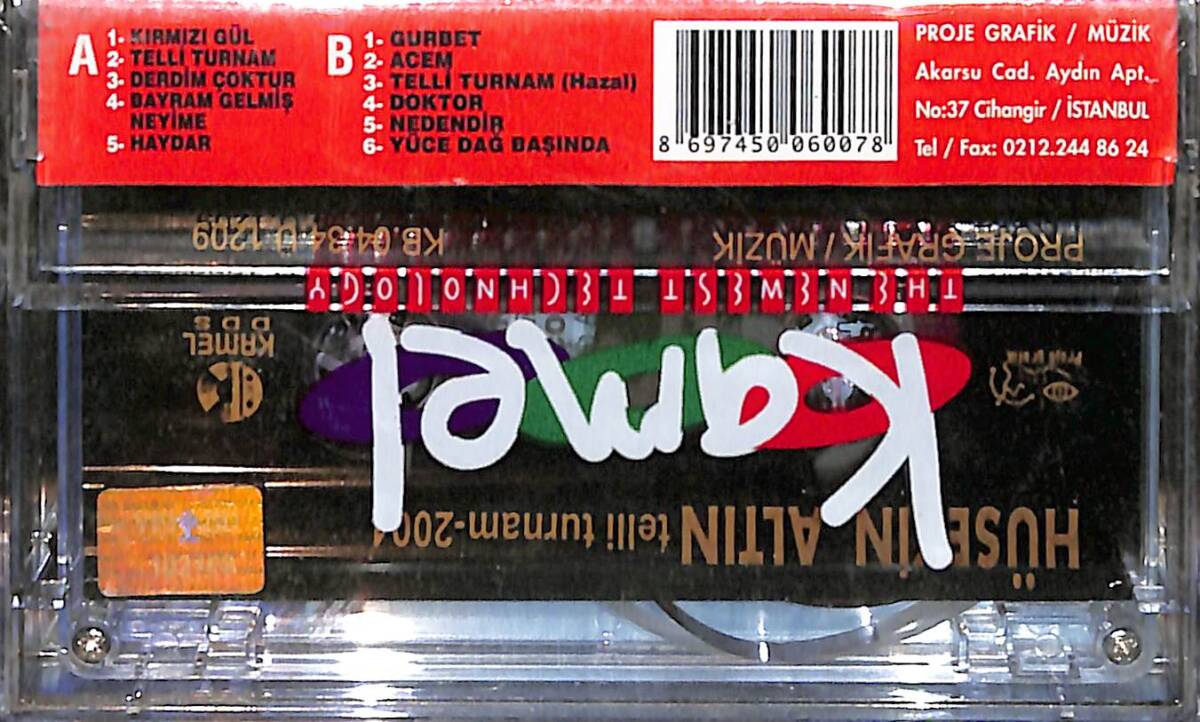 A
1- KIRMIZI GÜL
2- TELLİ TURNAM
3- DERDİM ÇOKTUR
4- BAYRAM GELMİŞ
NEYİME
5- HAYDAR
B
1- GURBET
2- ACEM
3- TELLİ TURNAM (Hazal)
4- DOKTOR
5- NEDENDİR
6- YÜCE DAĞ BAŞINDA
8 697450 060078
PROJE GRAFİK / MÜZİK
Akarsu Cad. Aydın Apt.
No:37 Cihangir / İSTANBUL
Tel / Fax: 0212.244 86 24
PROJE GRAFİK / MÜZİK
KB.04/34 Ü 1209
THE NEWEST TECHNOLOGY
Kamel
KAMEL
DDS
HÜSEYİN ALTIN telli turnam-2004